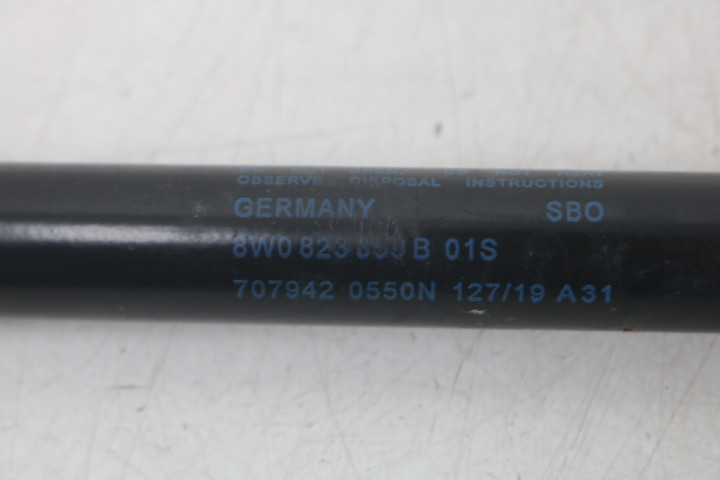 OBSERVE DISPOSAL INSTRUCTIONS
GERMANY SBO
8W0 823 B 01S
707942 0550N 127/19 A31